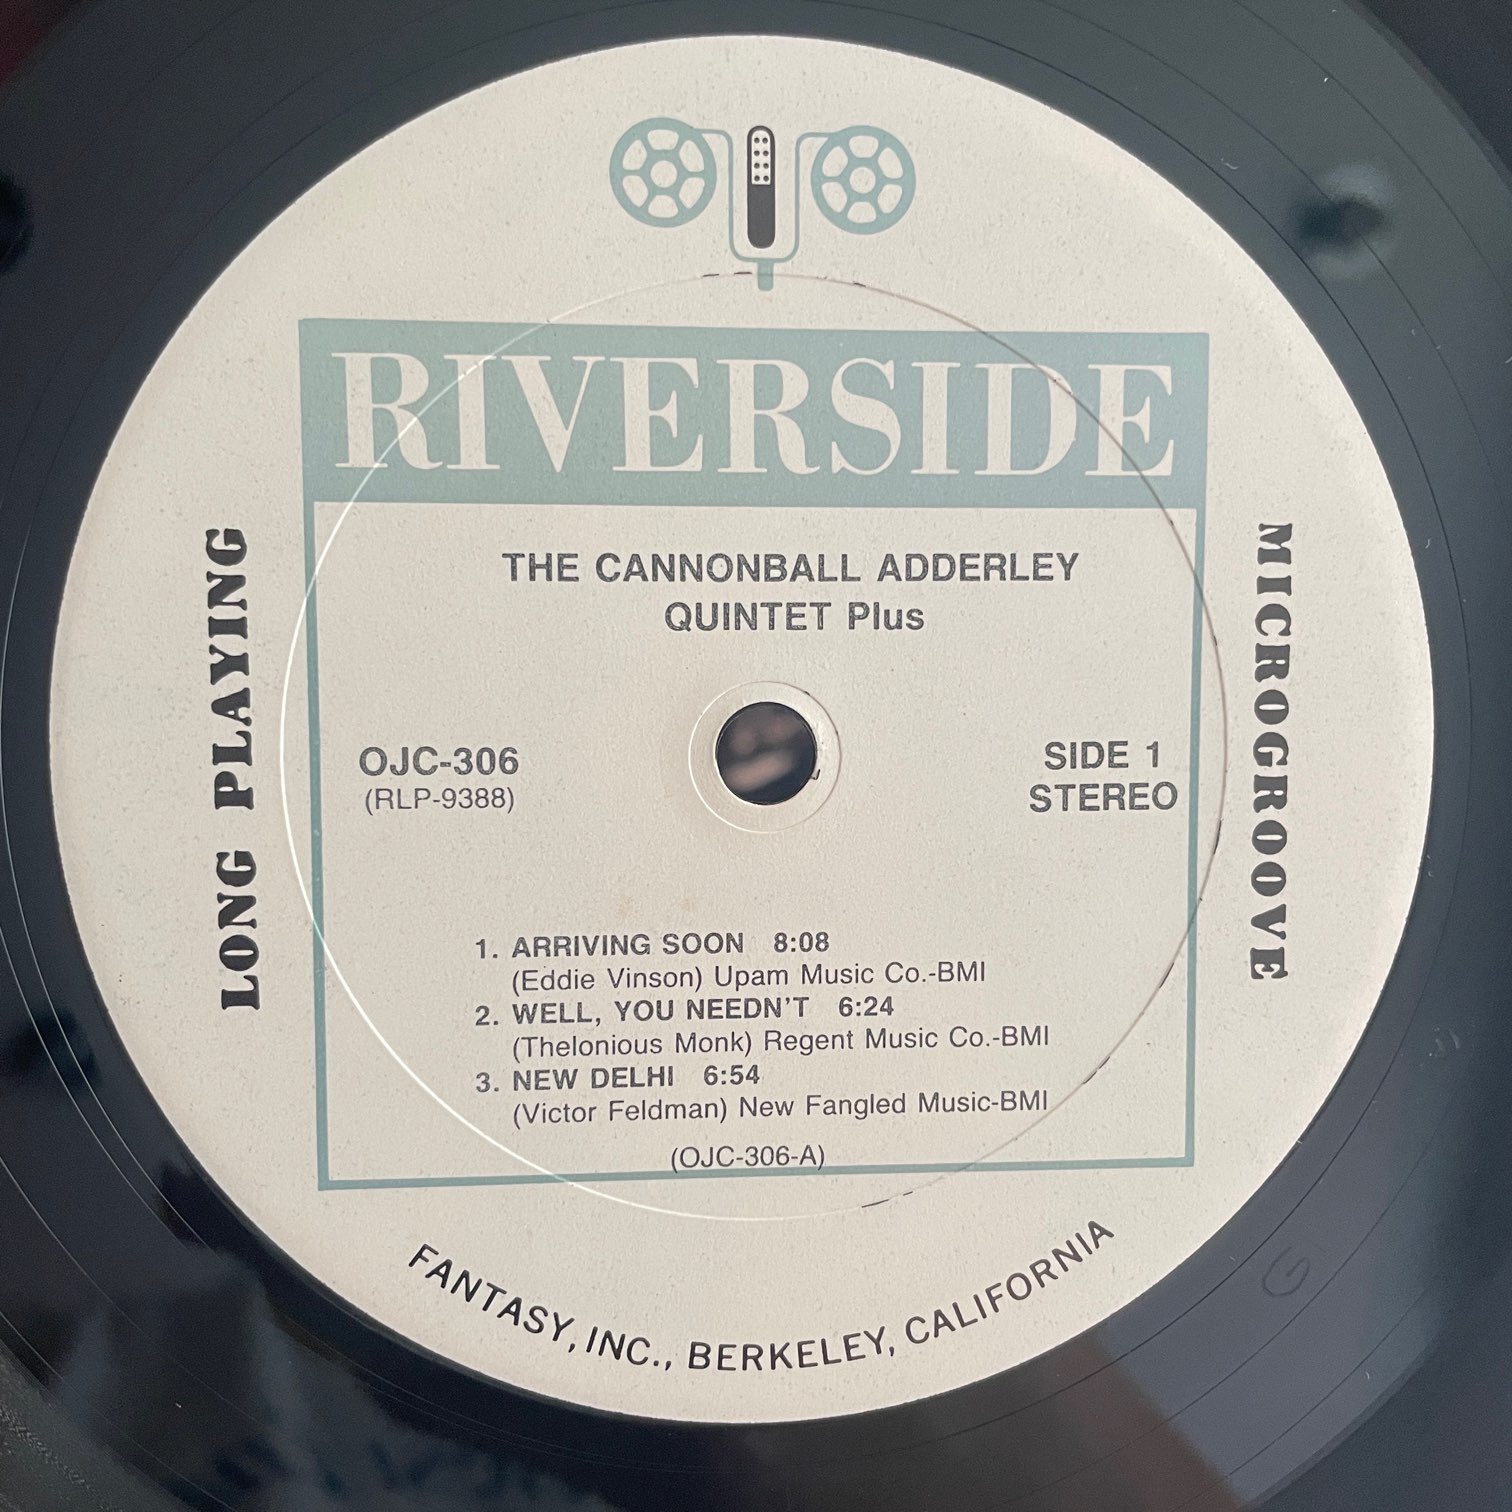 RIVERSIDE
THE CANNONBALL ADDERLEY
QUINTET Plus
LONG PLAYING
MICROGROOVE
OJC-306
(RLP-9388)
SIDE 1
STEREO
1. ARRIVING SOON 8:08
(Eddie Vinson) Upam Music Co.-BMI
2. WELL, YOU NEEDN'T 6:24
(Thelonious Monk) Regent Music Co.-BMI
3. NEW DELHI 6:54
(Victor Feldman) New Fangled Music-BMI
(OJC-306-A)
FANTASY, INC., BERKELEY, CALIFORNIA
G